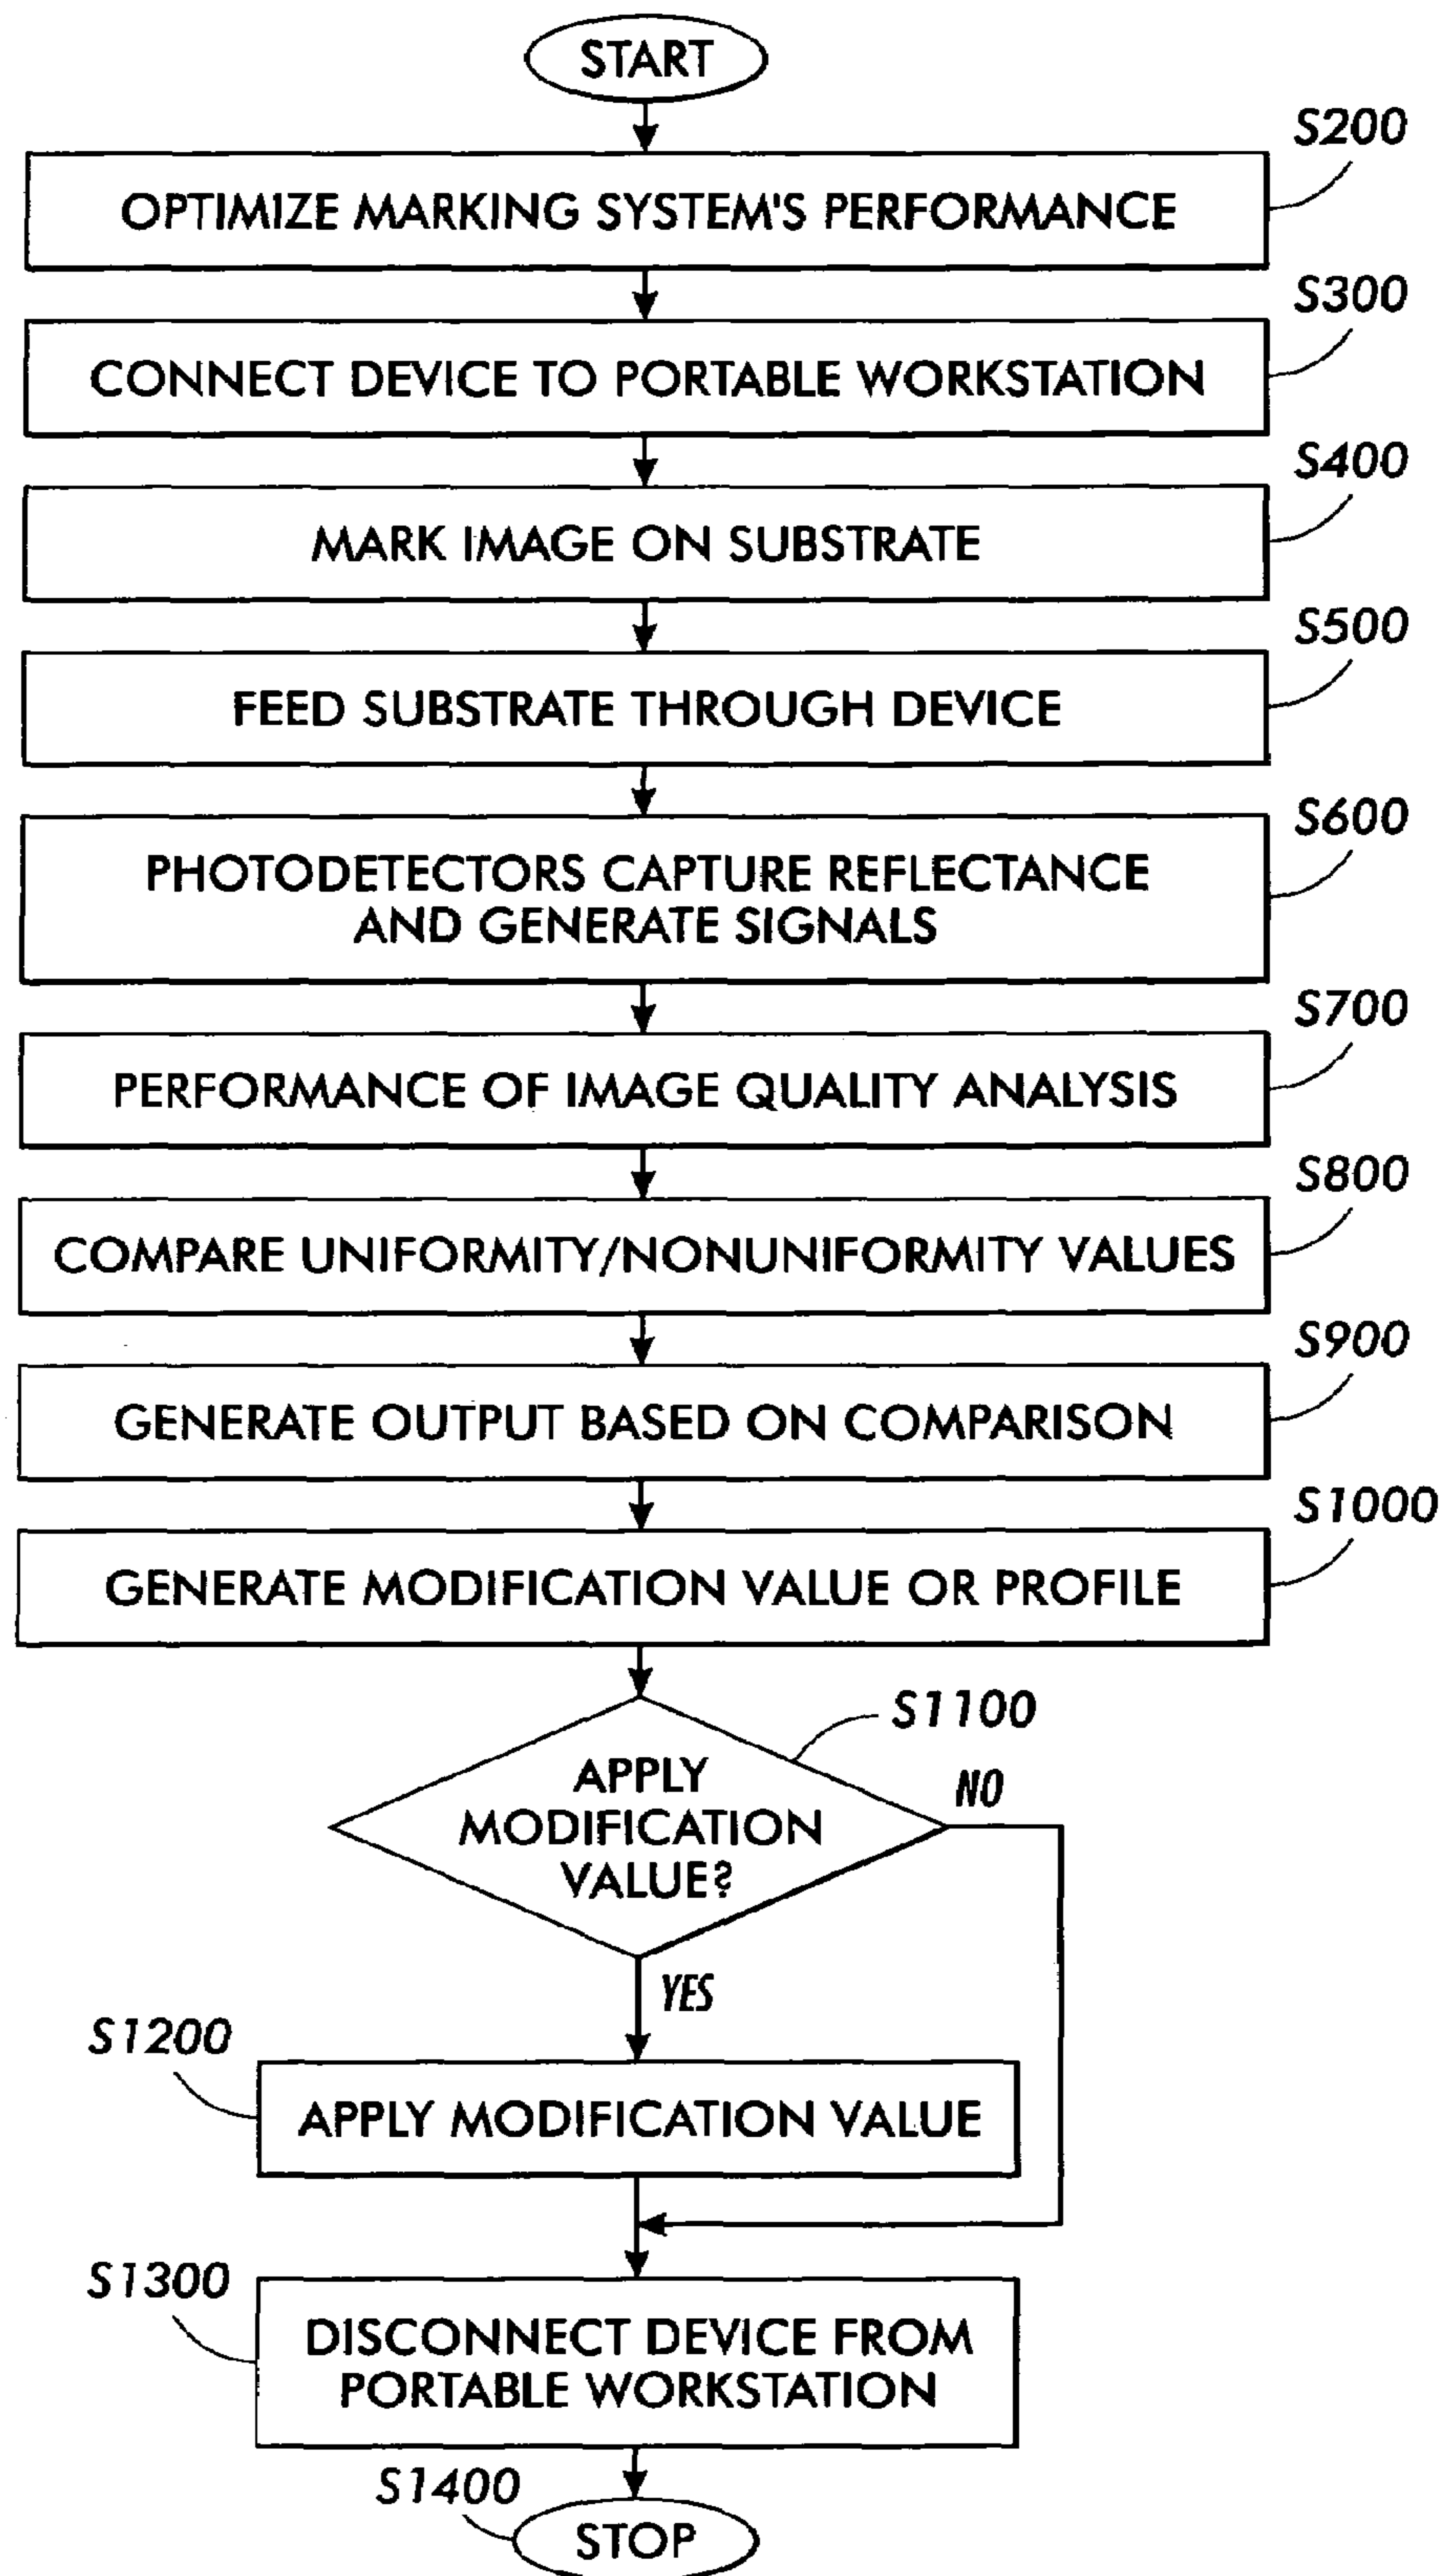 START
S200
OPTIMIZE MARKING SYSTEM'S PERFORMANCE
S300
CONNECT DEVICE TO PORTABLE WORKSTATION
S400
MARK IMAGE ON SUBSTRATE
S500
FEED SUBSTRATE THROUGH DEVICE
S600
PHOTODETECTORS CAPTURE REFLECTANCE
AND GENERATE SIGNALS
S700
PERFORMANCE OF IMAGE QUALITY ANALYSIS
S800
COMPARE UNIFORMITY/NONUNIFORMITY VALUES
S900
GENERATE OUTPUT BASED ON COMPARISON
S1000
GENERATE MODIFICATION VALUE OR PROFILE
S1100
APPLY
MODIFICATION
VALUE?
NO
YES
S1200
APPLY MODIFICATION VALUE
S1300
DISCONNECT DEVICE FROM
PORTABLE WORKSTATION
S1400
STOP